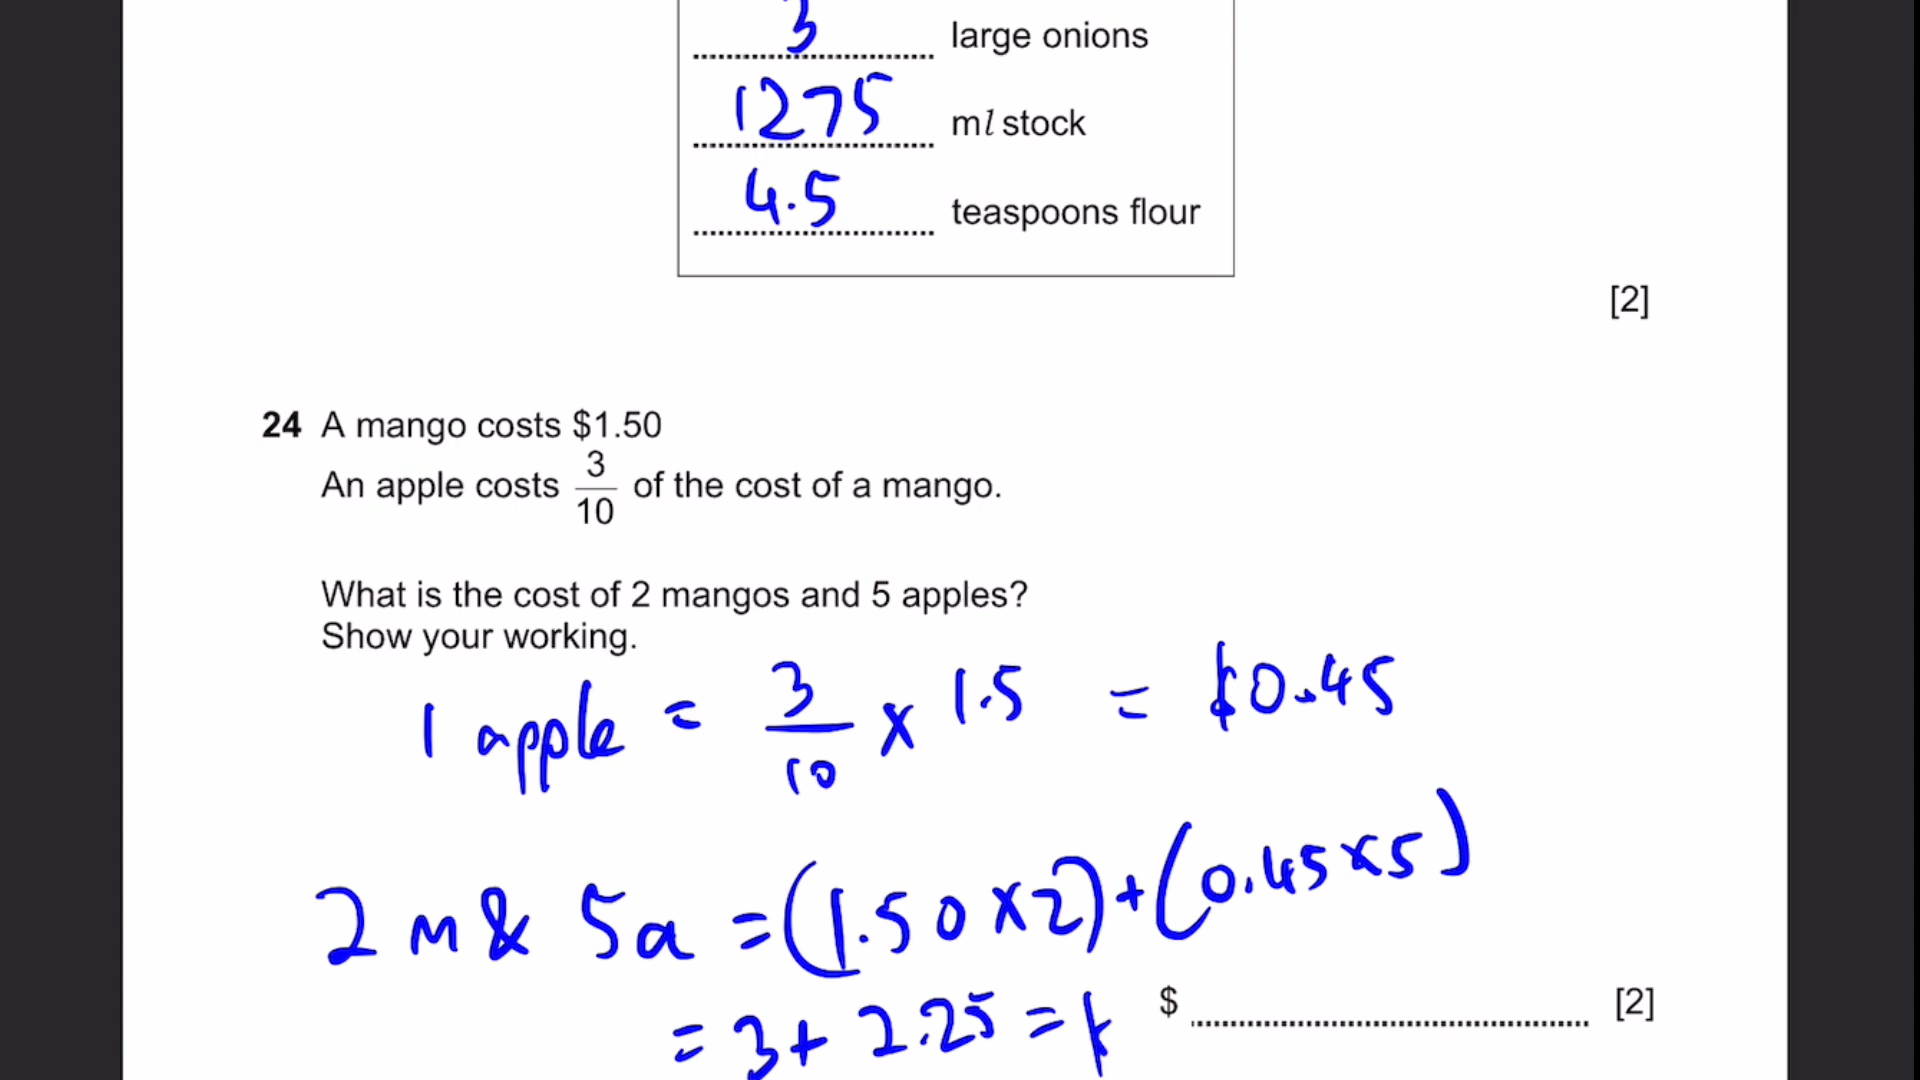 3 large onions
1275 ml stock
4.5 teaspoons flour
[2]
24 A mango costs $1.50
An apple costs 3/10 of the cost of a mango.
What is the cost of 2 mangos and 5 apples?
Show your working.
1 apple = 3/10 x 1.5 = $0.45
2 m & 5a = (1.50 x 2) + (0.45 x 5)
= 3 + 2.25 =
$ [2]